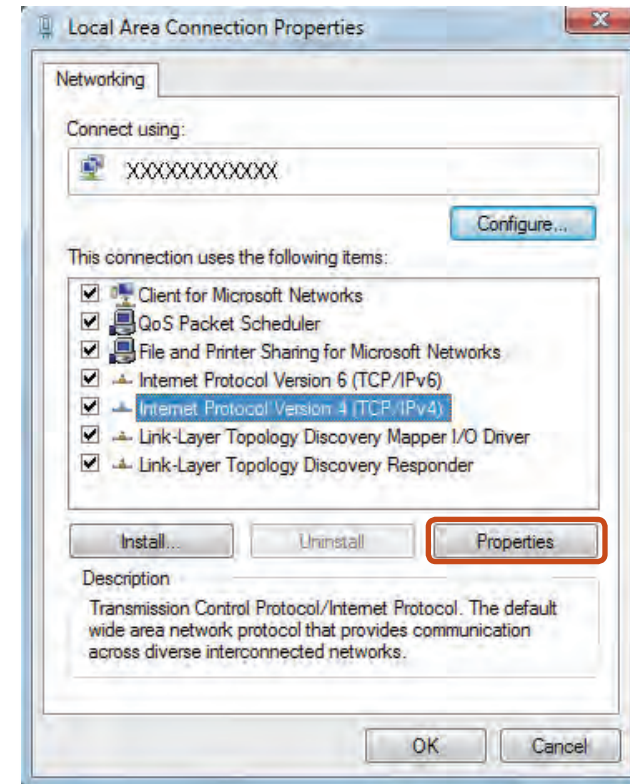 Local Area Connection Properties
Networking
Connect using:
XXXXXXXXXXXX
Configure...
This connection uses the following items:
Client for Microsoft Networks
QoS Packet Scheduler
File and Printer Sharing for Microsoft Networks
Internet Protocol Version 6 (TCP/IPv6)
Internet Protocol Version 4 (TCP/IPv4)
Link-Layer Topology Discovery Mapper I/O Driver
Link-Layer Topology Discovery Responder
Install...
Uninstall
Properties
Description
Transmission Control Protocol/Internet Protocol. The default
wide area network protocol that provides communication
across diverse interconnected networks.
OK
Cancel